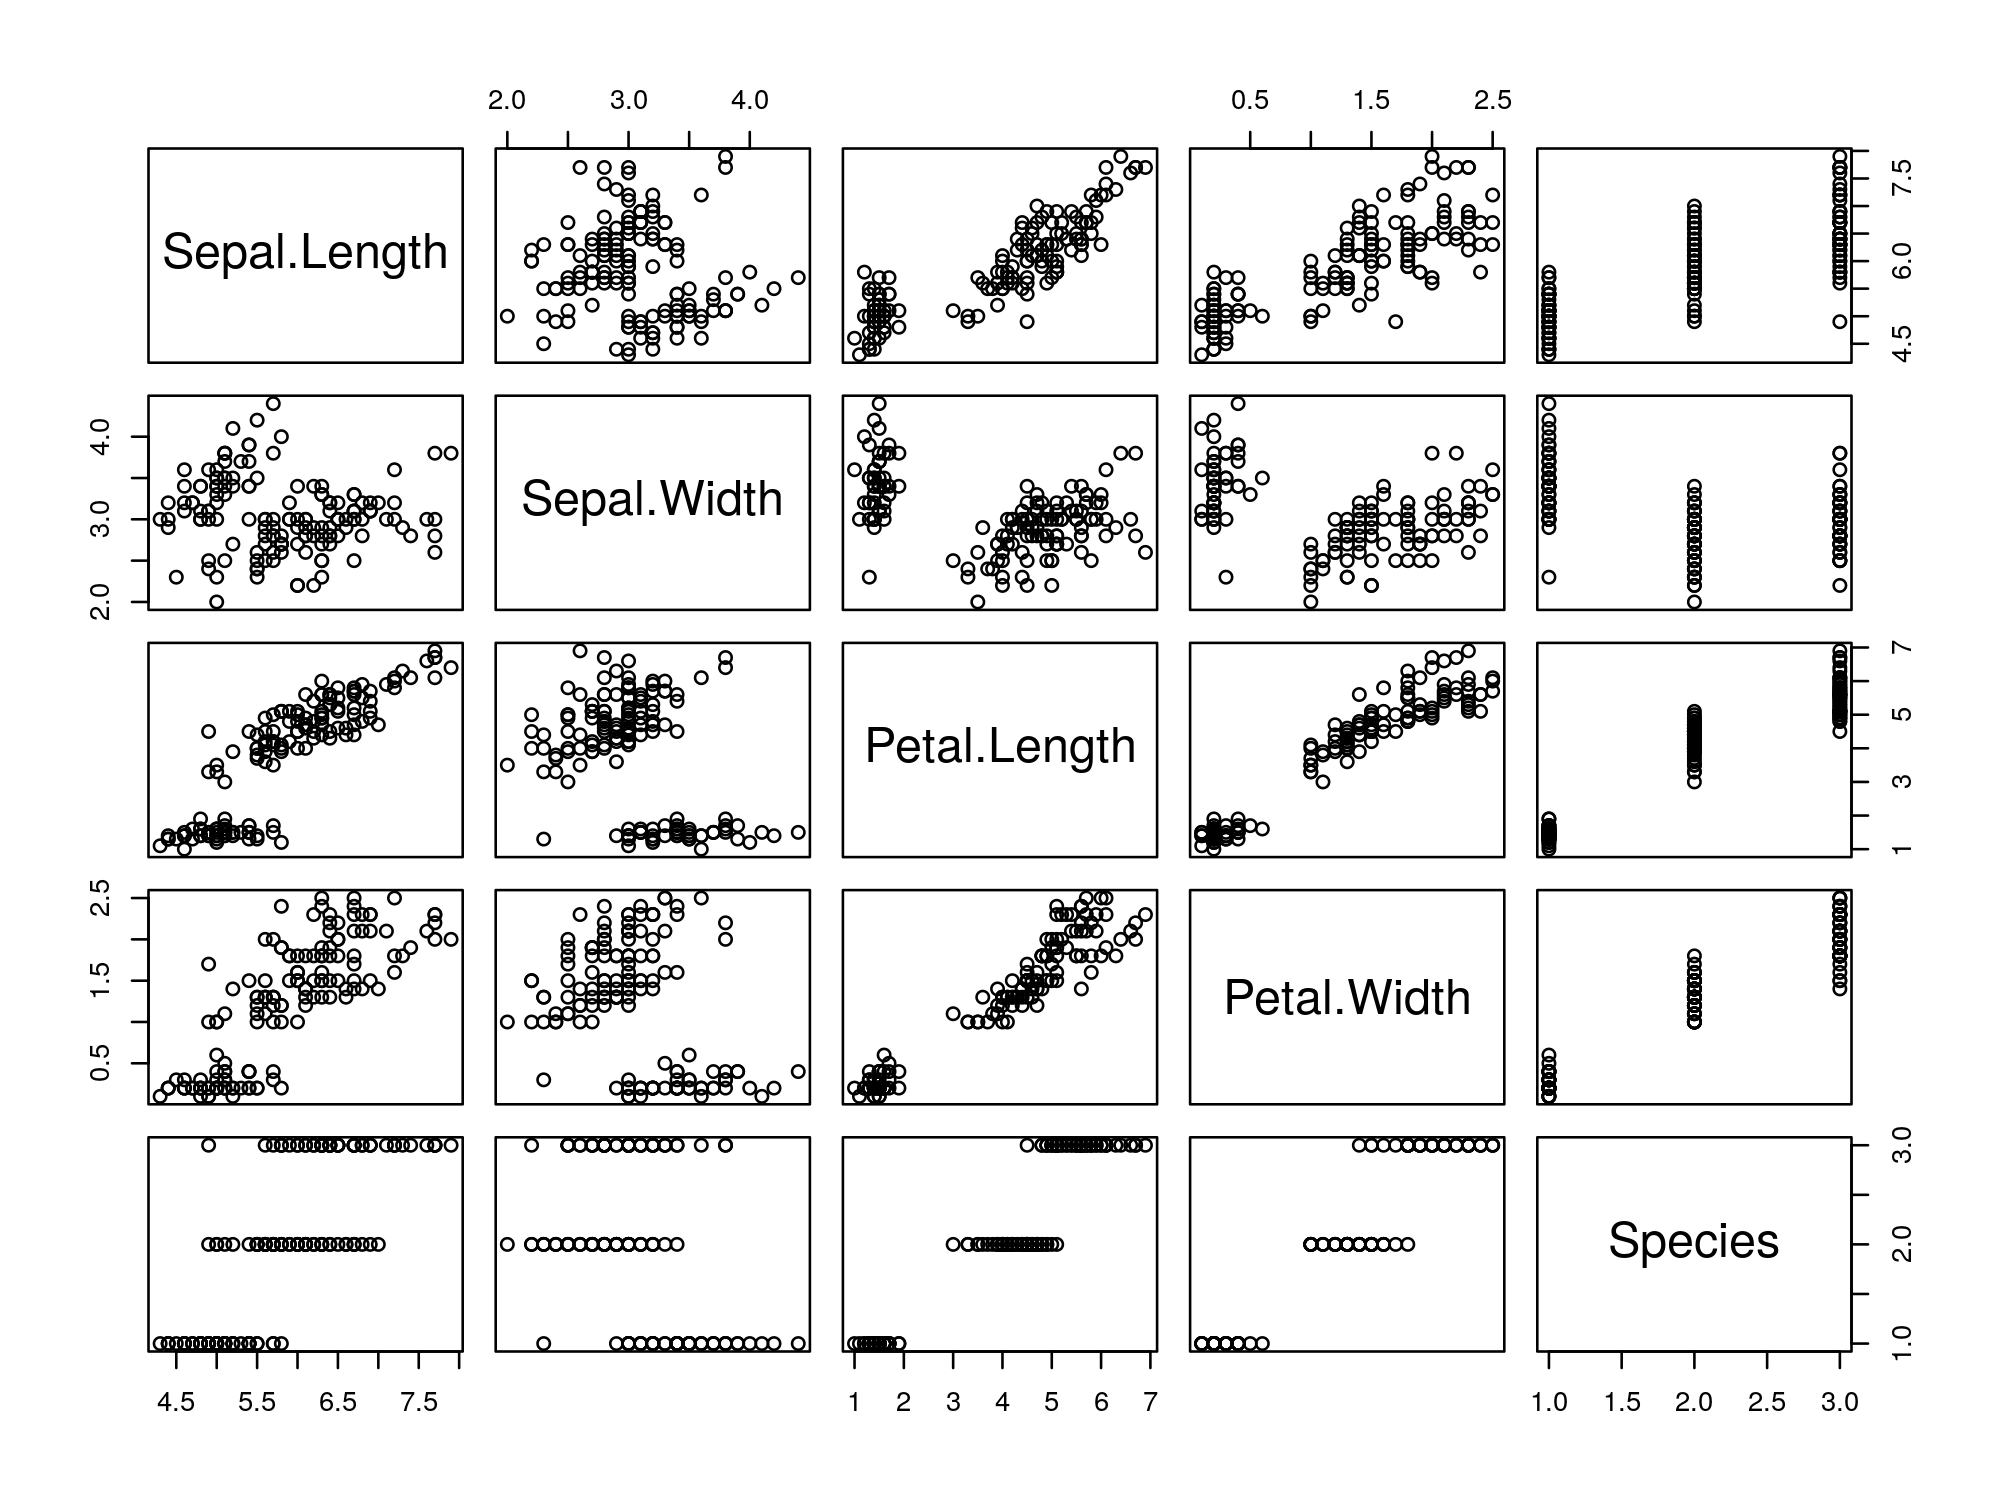 2.0 3.0 4.0
0.5 1.5 2.5
Sepal.Length
4.5 6.0 7.5
2.0 3.0 4.0
Sepal.Width
Petal.Length
1 3 5 7
0.5 1.5 2.5
Petal.Width
Species
1.0 2.0 3.0
4.5 5.5 6.5 7.5
1 2 3 4 5 6 7
1.0 1.5 2.0 2.5 3.0